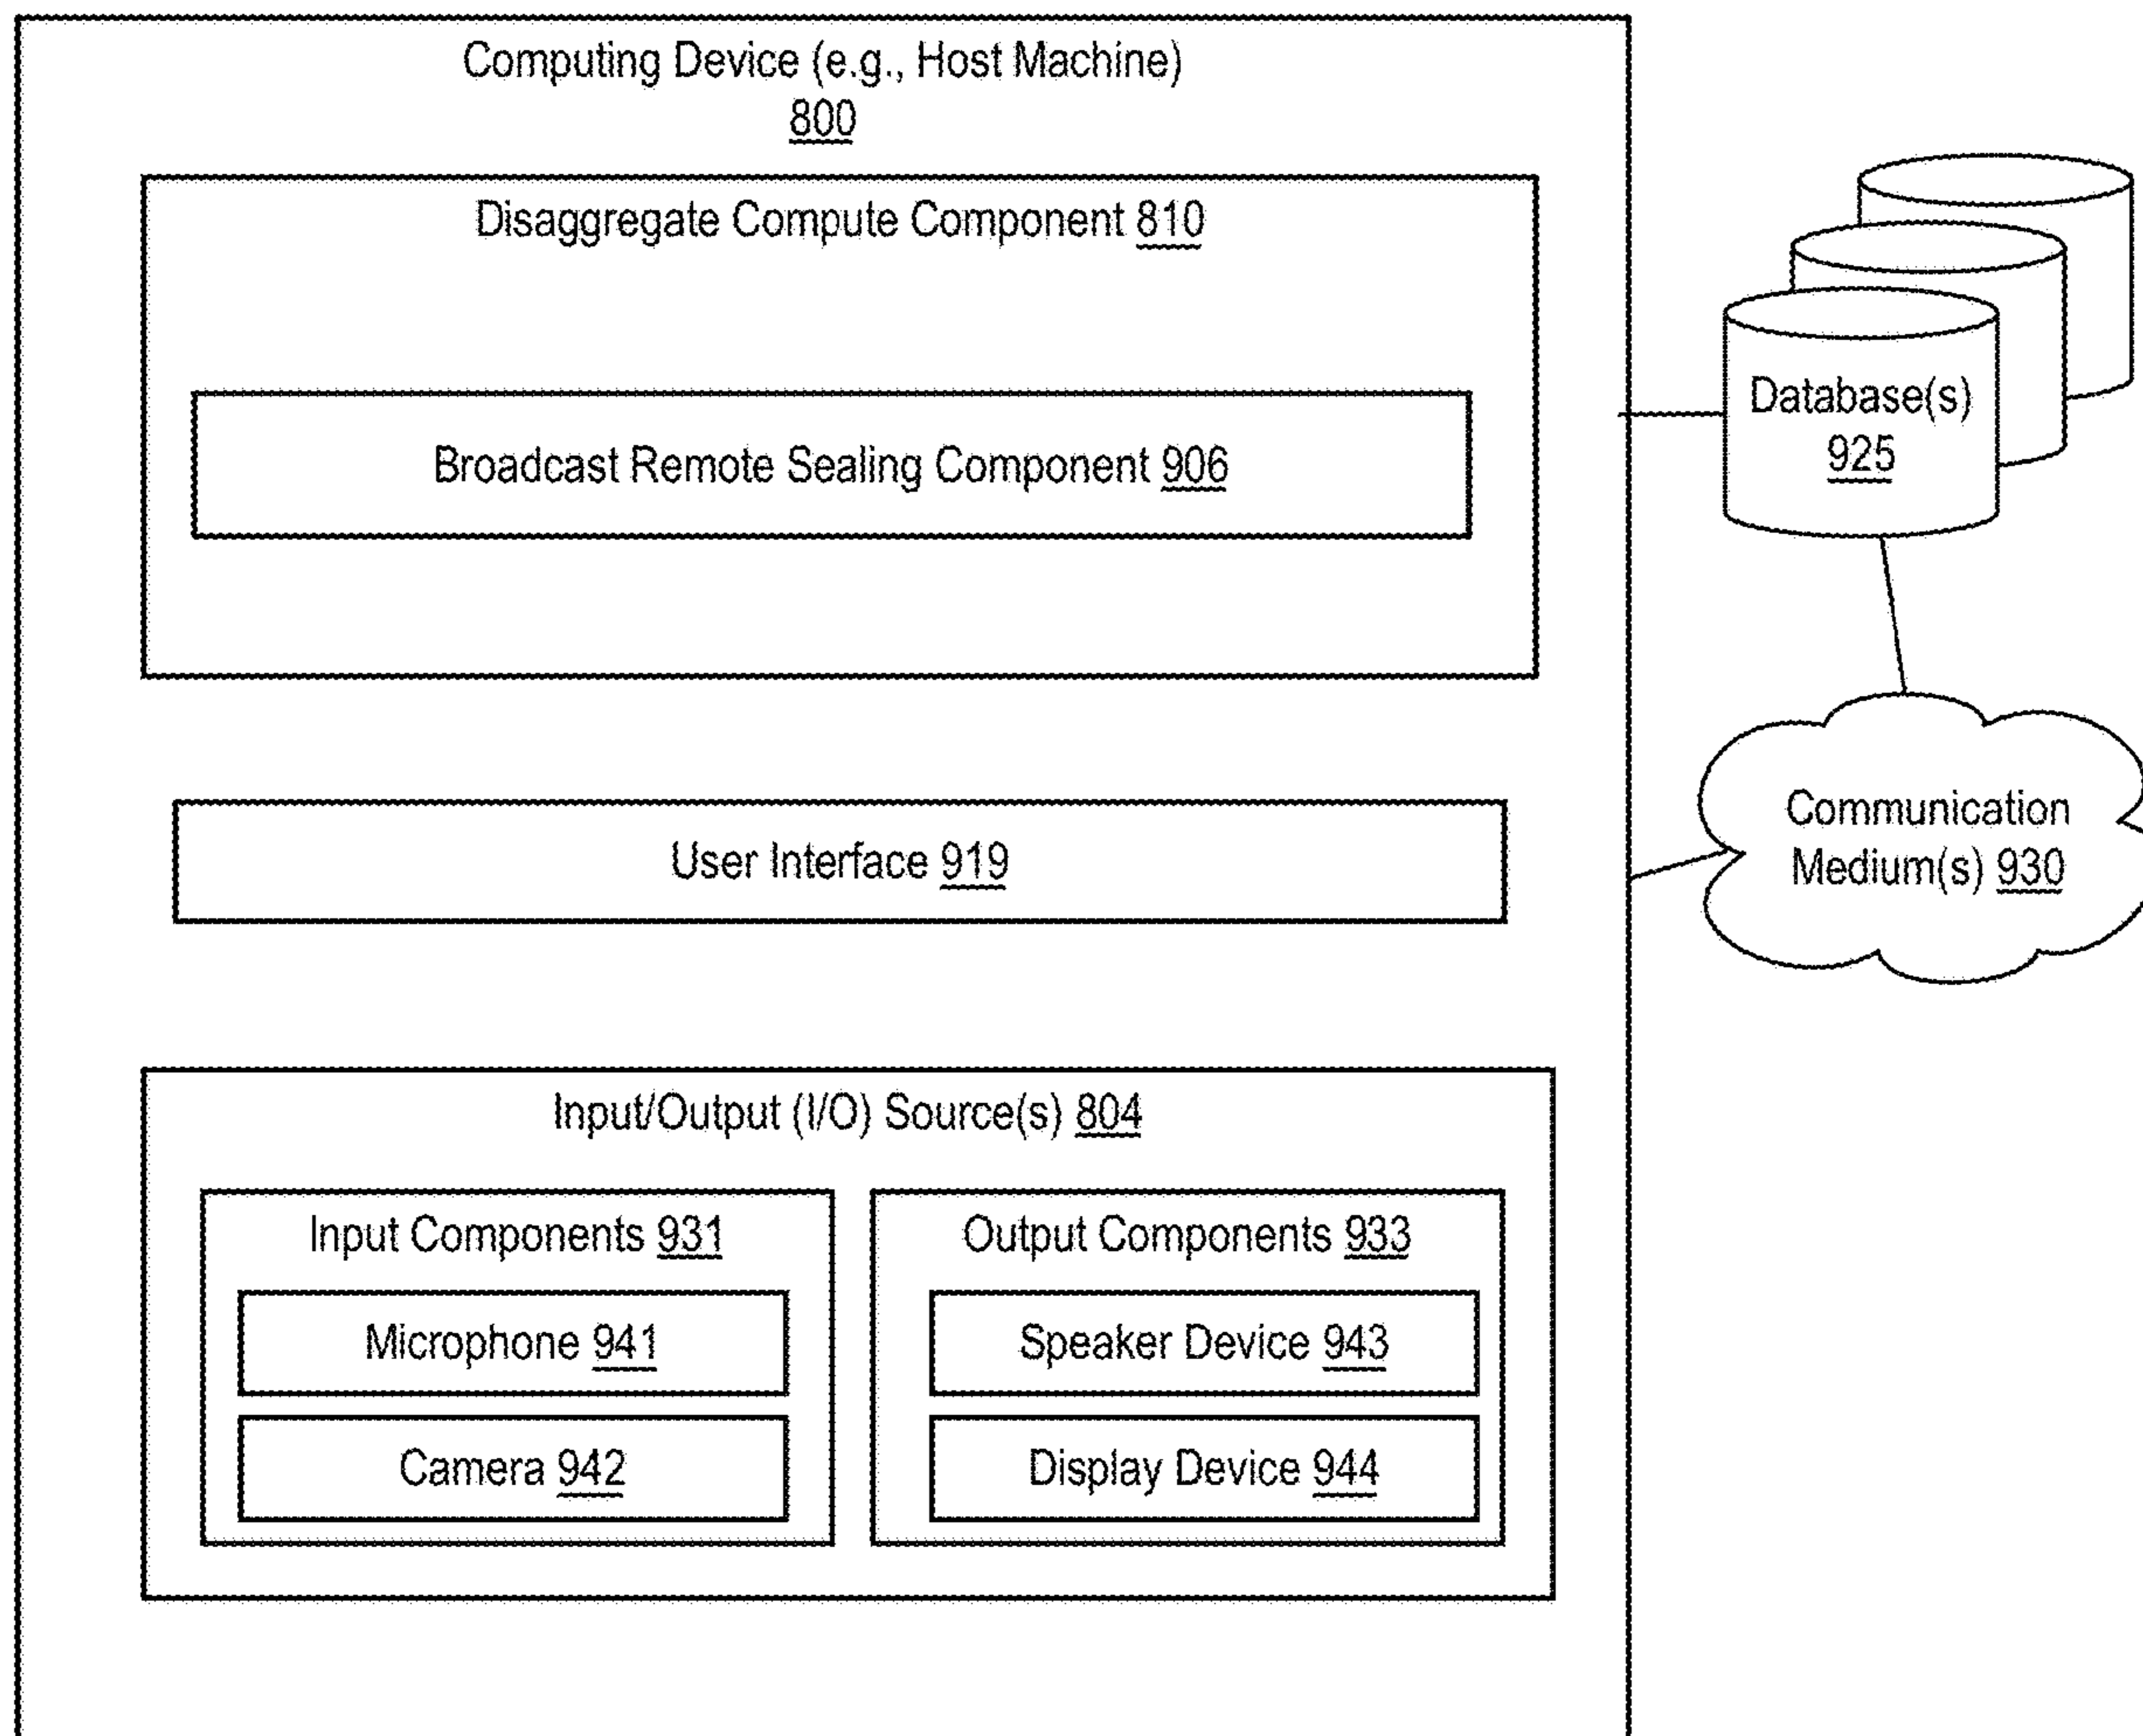 Computing Device (e.g., Host Machine)
800
Disaggregate Compute Component 810
Broadcast Remote Sealing Component 906
Database(s)
925
User Interface 919
Communication
Medium(s) 930
Input/Output (I/O) Source(s) 804
Input Components 931
Microphone 941
Camera 942
Output Components 933
Speaker Device 943
Display Device 944